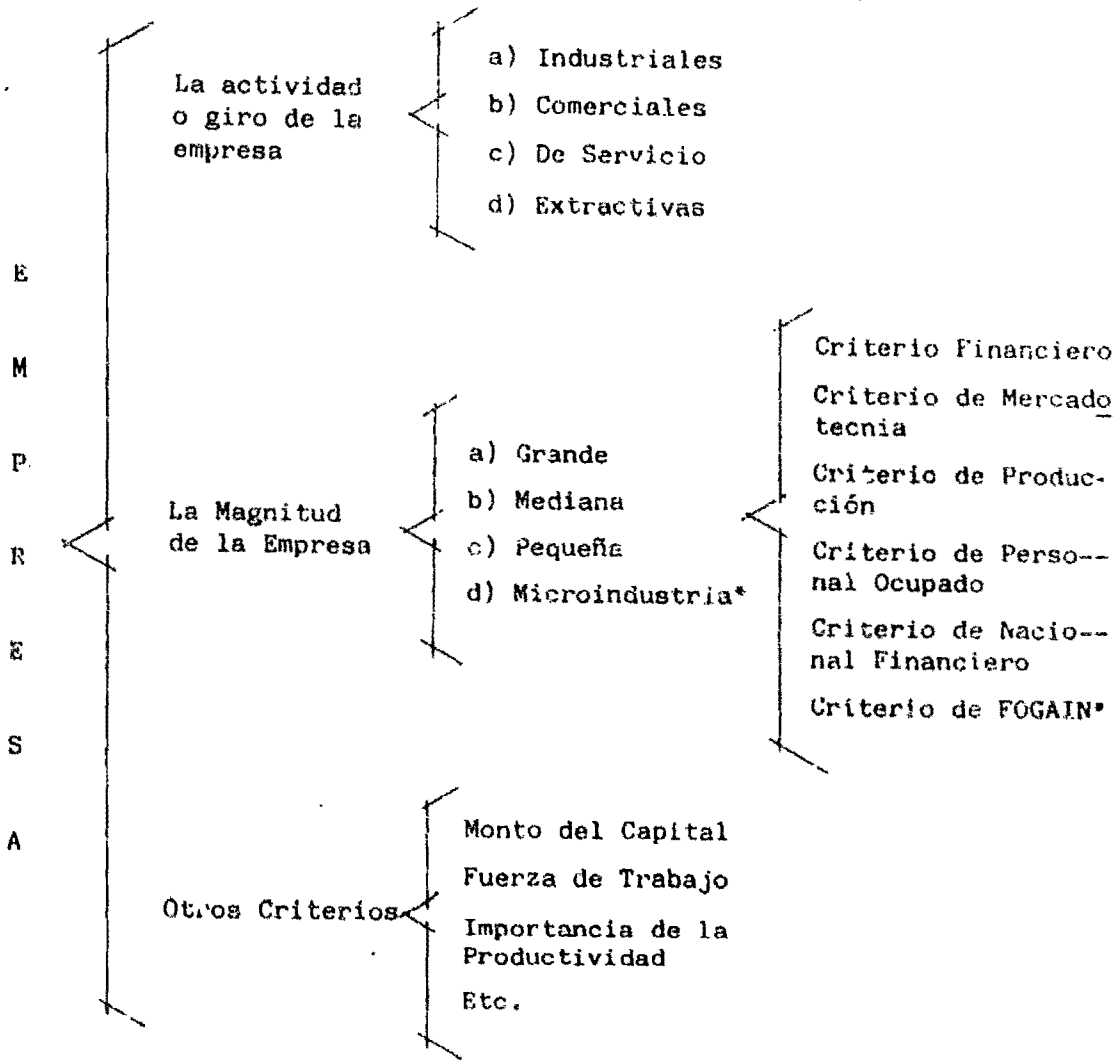 EMPRESA
La actividad
o giro de la
empresa
a) Industriales
b) Comerciales
c) De Servicio
d) Extractivas
La Magnitud
de la Empresa
a) Grande
b) Mediana
c) Pequeña
d) Microindustria*
Criterio Financiero
Criterio de Mercado
tecnia
Criterio de Produc-
ción
Criterio de Perso--
nal Ocupado
Criterio de Nacio--
nal Financiero
Criterio de FOGAIN*
Otros Criterios
Monto del Capital
Fuerza de Trabajo
Importancia de la
Productividad
Etc.